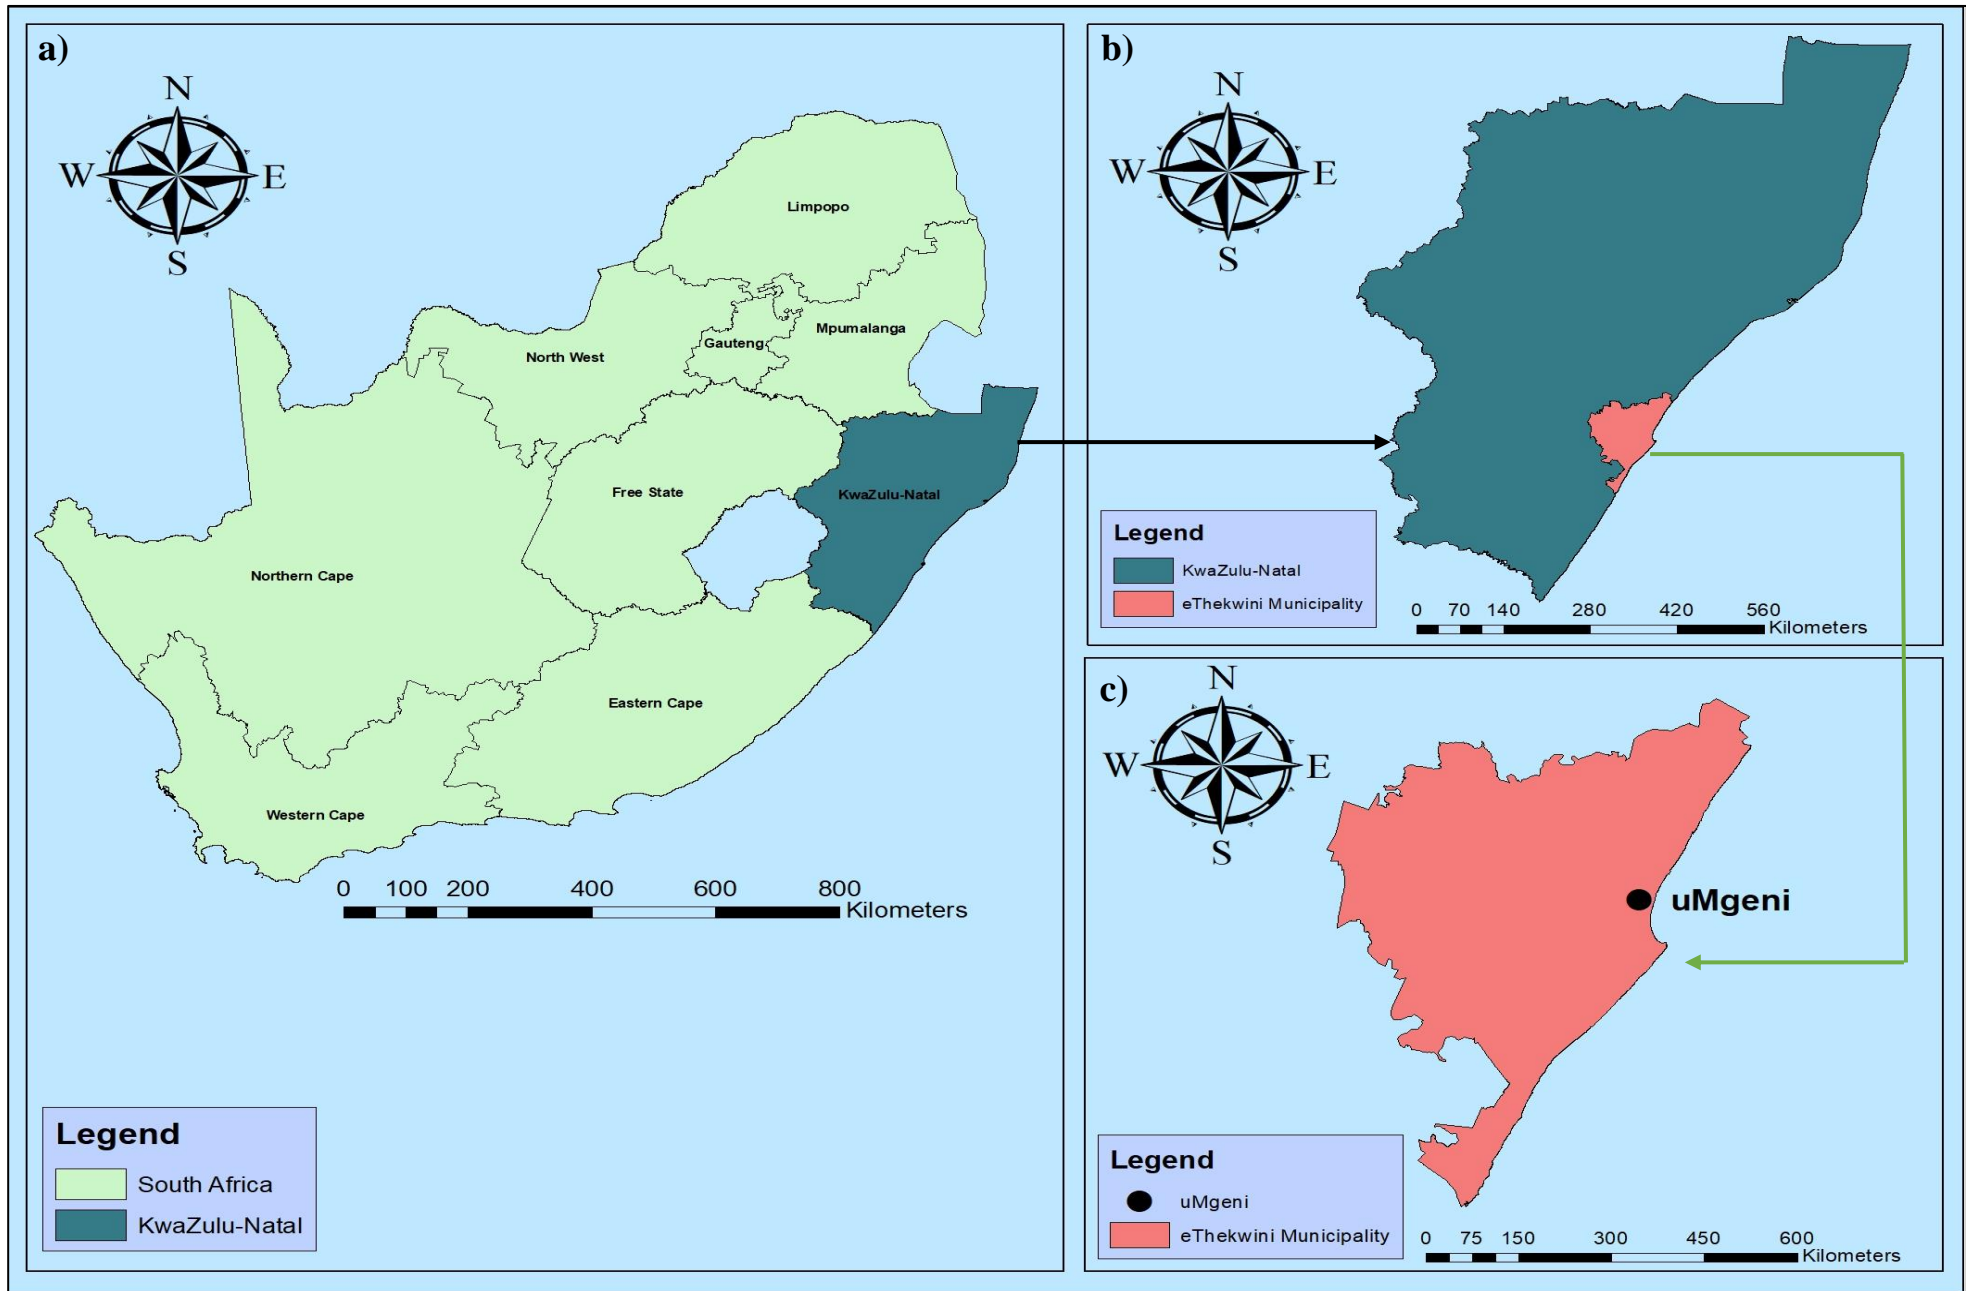 a)
N
W E
S
Limpopo
Mpumalanga
Gauteng
North West
Free State
KwaZulu-Natal
Northern Cape
Eastern Cape
Western Cape
0 100 200 400 600 800
Kilometers
Legend
South Africa
KwaZulu-Natal
b)
N
W E
S
Legend
KwaZulu-Natal
eThekwini Municipality
0 70 140 280 420 560
Kilometers
c)
N
W E
S
uMgeni
Legend
uMgeni
eThekwini Municipality
0 75 150 300 450 600
Kilometers